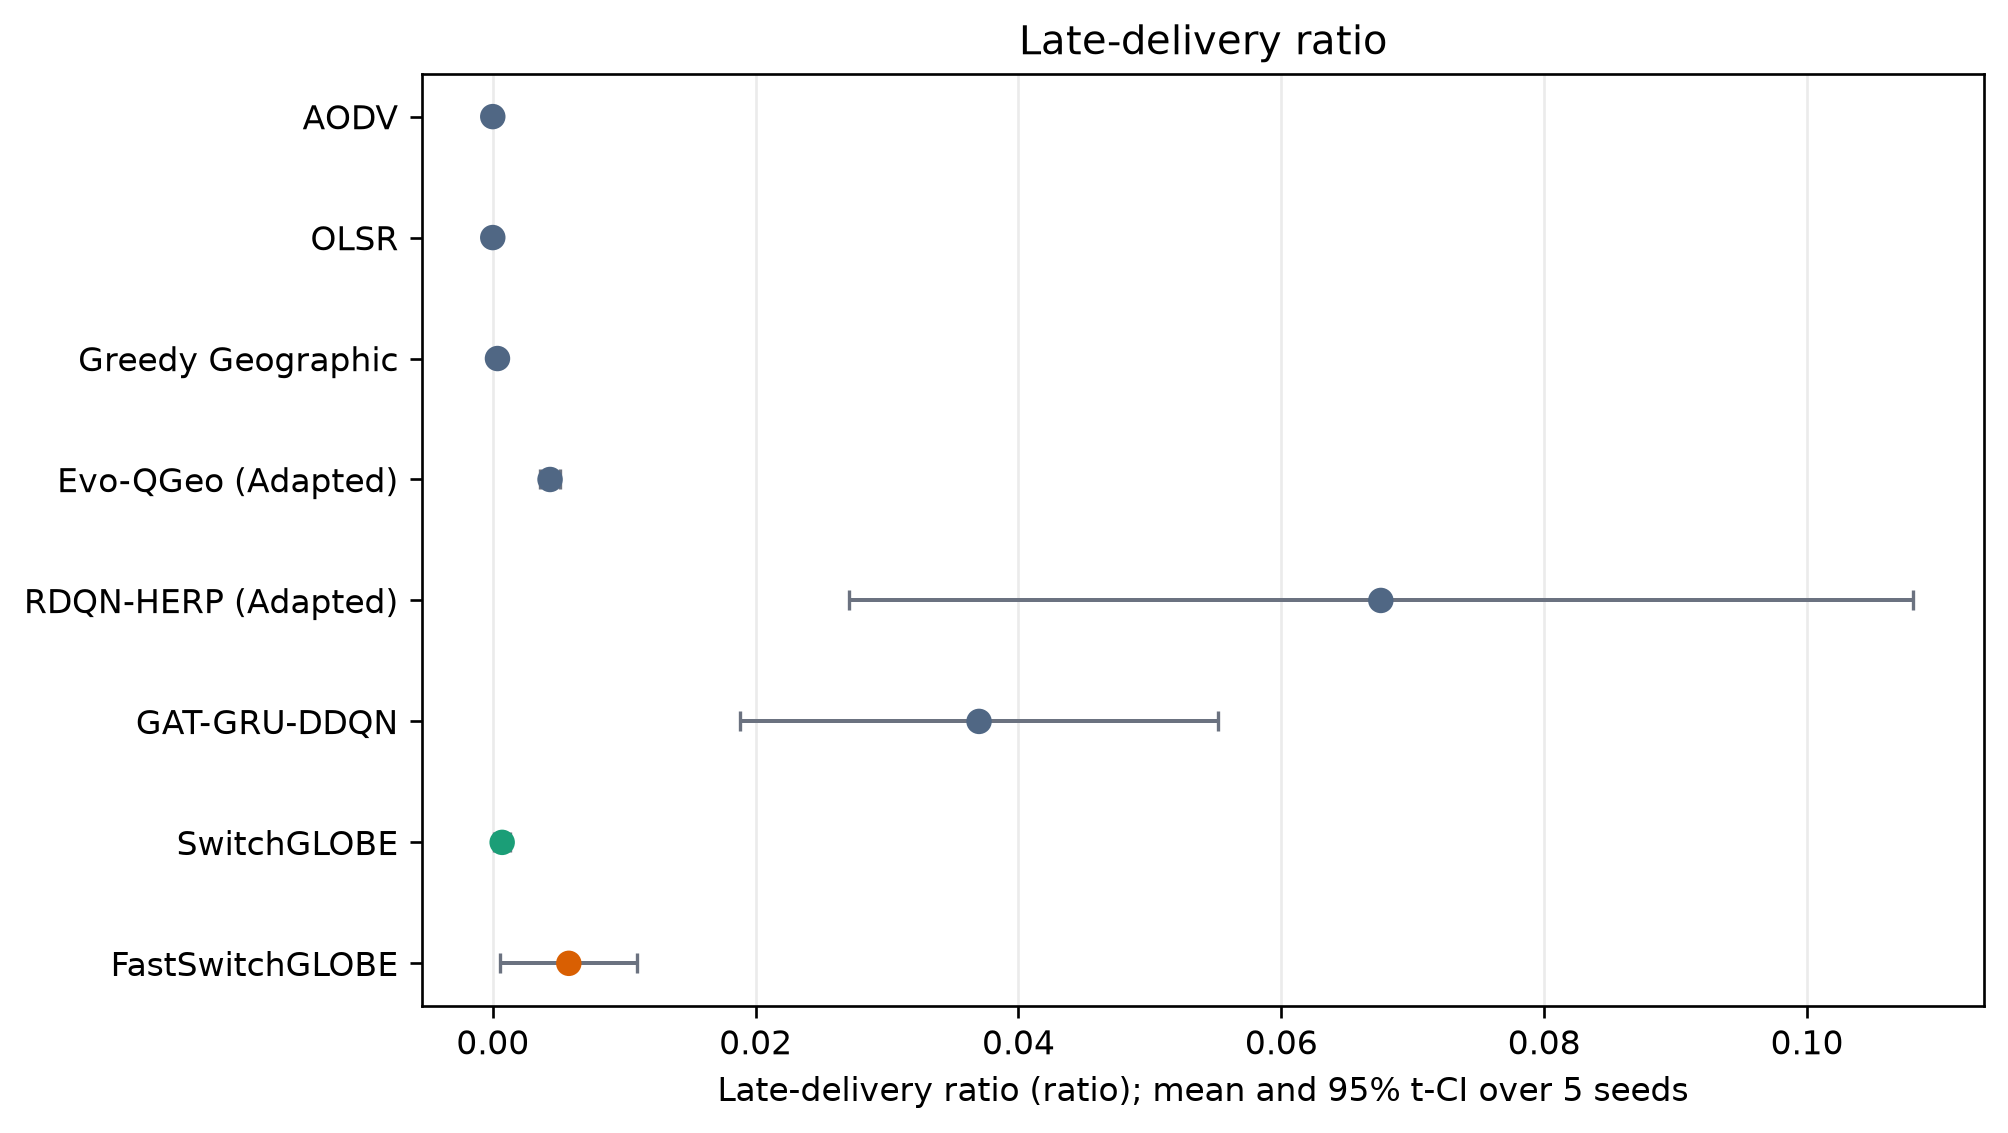 Late-delivery ratio
AODV
OLSR
Greedy Geographic
Evo-QGeo (Adapted)
RDQN-HERP (Adapted)
GAT-GRU-DDQN
SwitchGLOBE
FastSwitchGLOBE
0.00 0.02 0.04 0.06 0.08 0.10
Late-delivery ratio (ratio); mean and 95% t-CI over 5 seeds